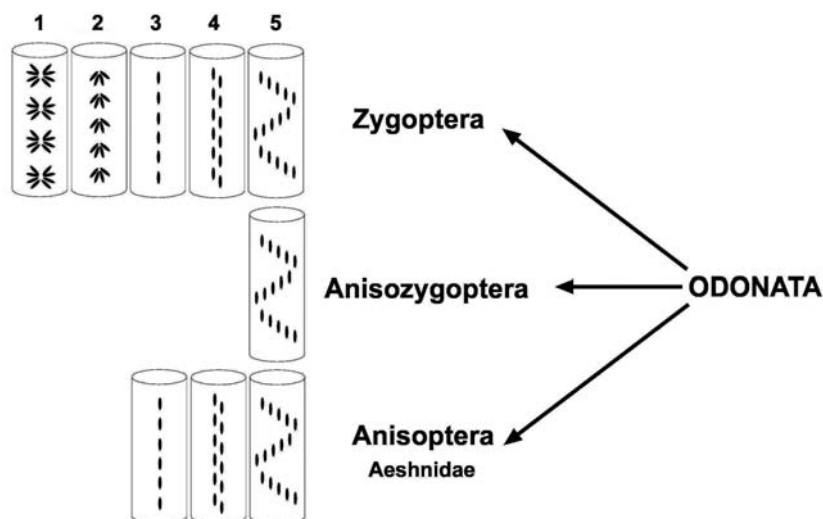 1 2 3 4 5
Zygoptera
Anisozygoptera
ODONATA
Anisoptera
Aeshnidae